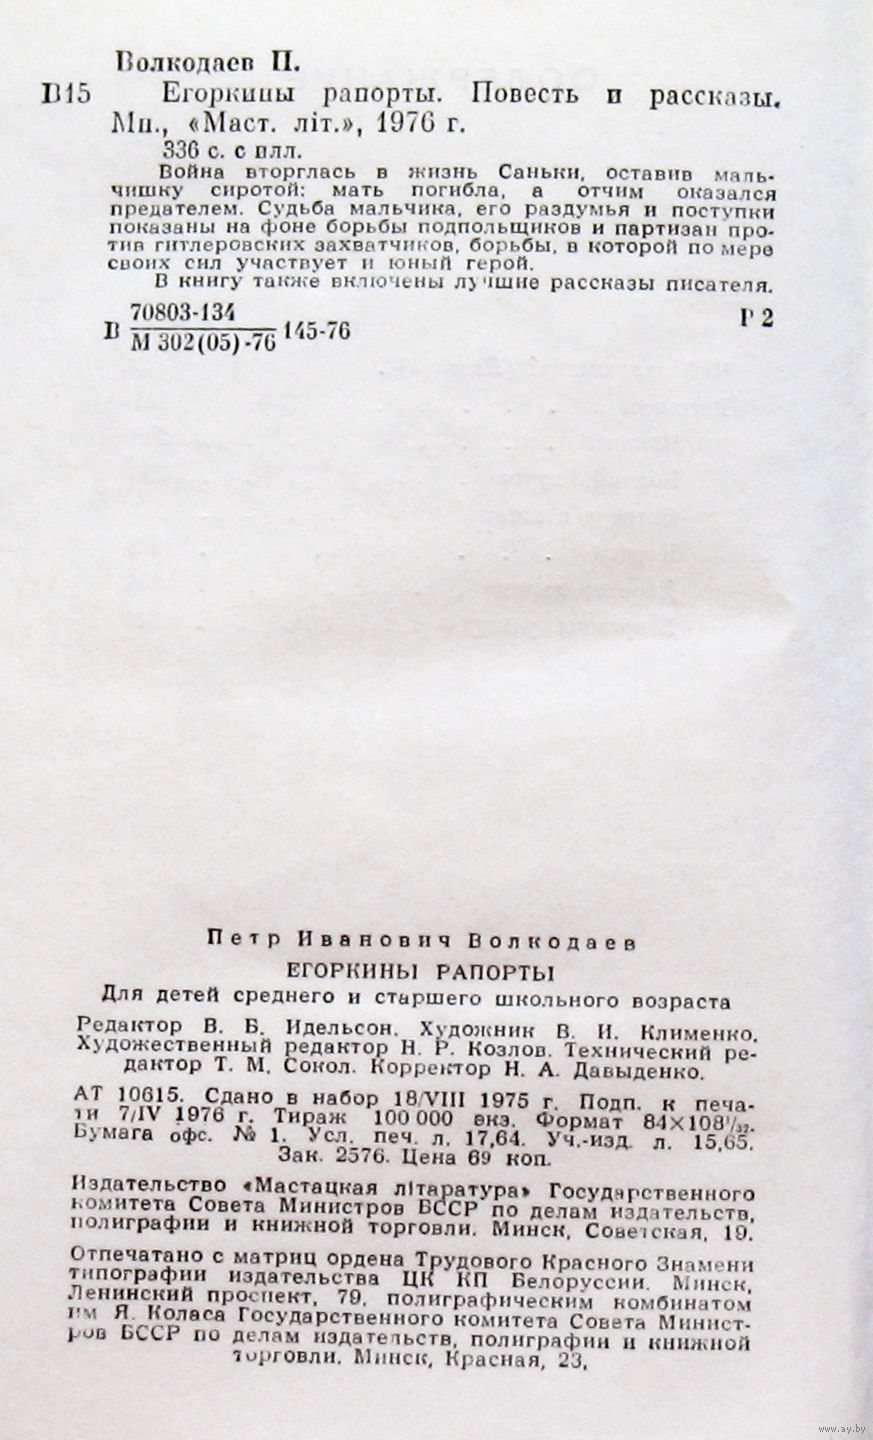 Волкодаев П.
В15 Егоркины рапорты. Повесть и рассказы.
Мн., «Маст. літ.», 1976 г.
336 с. с илл.
Война вторглась в жизнь Саньки, оставив маль-
чишку сиротой: мать погибла, а отчим оказался
предателем. Судьба мальчика, его раздумья и поступки
показаны на фоне борьбы подпольщиков и партизан про-
тив гитлеровских захватчиков, борьбы, в которой по мере
своих сил участвует и юный герой.
В книгу также включены лучшие рассказы писателя.
В 70803-134 145-76 Р 2
М 302(05)-76
Петр Иванович Волкодаев
ЕГОРКИНЫ РАПОРТЫ
Для детей среднего и старшего школьного возраста
Редактор В. Б. Идельсон. Художник В. И. Клименко.
Художественный редактор Н. Р. Козлов. Технический ре-
дактор Т. М. Сокол. Корректор Н. А. Давыденко.
АТ 10615. Сдано в набор 18/VIII 1975 г. Подп. к печа-
ти 7/IV 1976 г. Тираж 100 000 экз. Формат 84×108¹/₃₂.
Бумага офс. № 1. Усл. печ. л. 17,64. Уч.-изд. л. 15,65.
Зак. 2576. Цена 69 коп.
Издательство «Мастацкая літаратура» Государственного
комитета Совета Министров БССР по делам издательств,
полиграфии и книжной торговли. Минск, Советская, 19.
Отпечатано с матриц ордена Трудового Красного Знамени
типографии издательства ЦК КП Белоруссии. Минск,
Ленинский проспект, 79, полиграфическим комбинатом
им Я. Коласа Государственного комитета Совета Минист-
ров БССР по делам издательств, полиграфии и книжной
торговли. Минск, Красная, 23.
www.ay.by